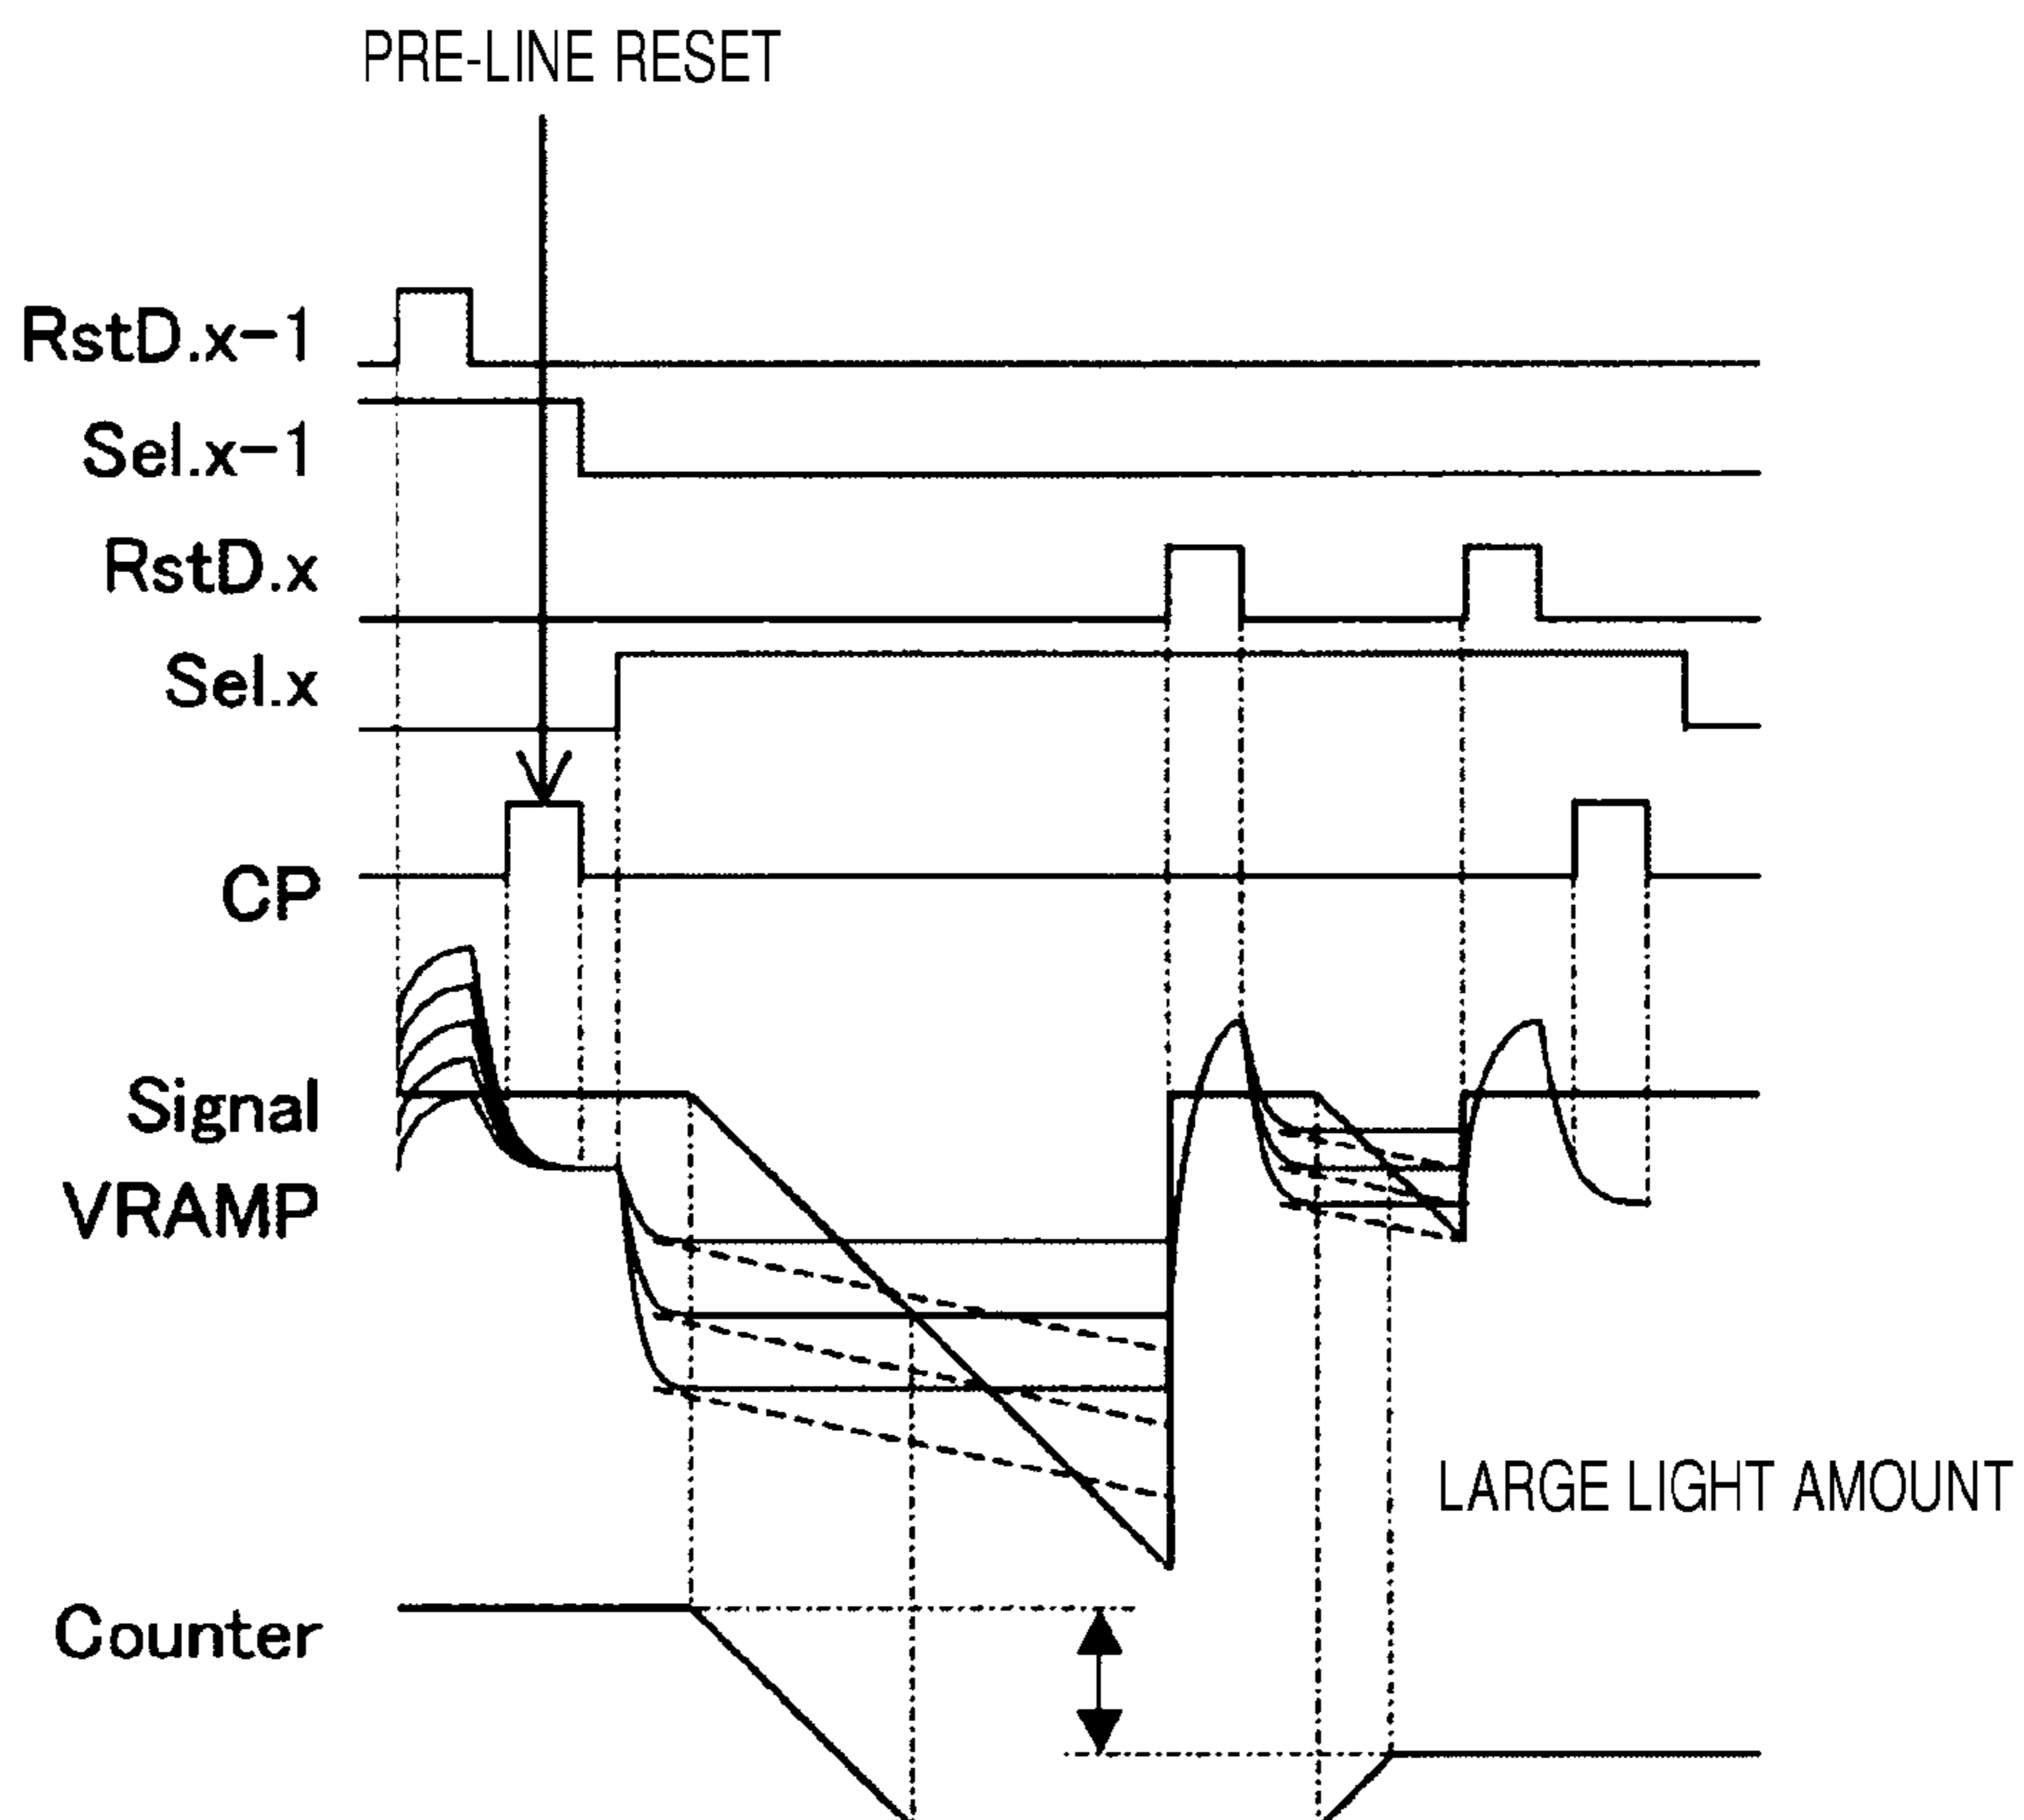 PRE-LINE RESET
RstD.x-1
Sel.x-1
RstD.x
Sel.x
CP
Signal
VRAMP
LARGE LIGHT AMOUNT
Counter